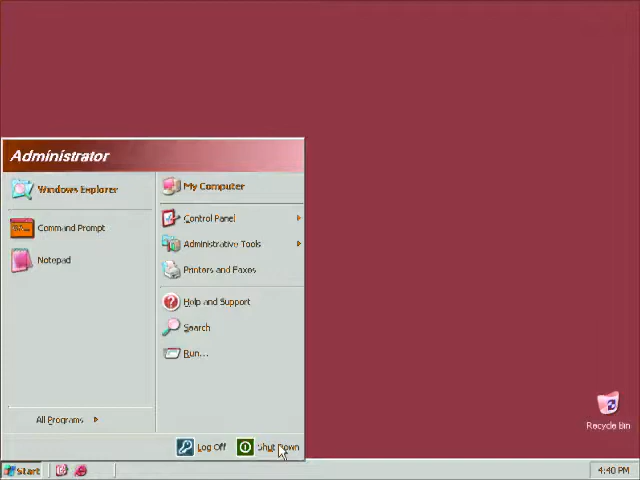 Administrator
Windows Explorer
Command Prompt
Notepad
All Programs
My Computer
Control Panel
Administrative Tools
Printers and Faxes
Help and Support
Search
Run...
Log Off
Shut Down
Recycle Bin
Start
4:40 PM